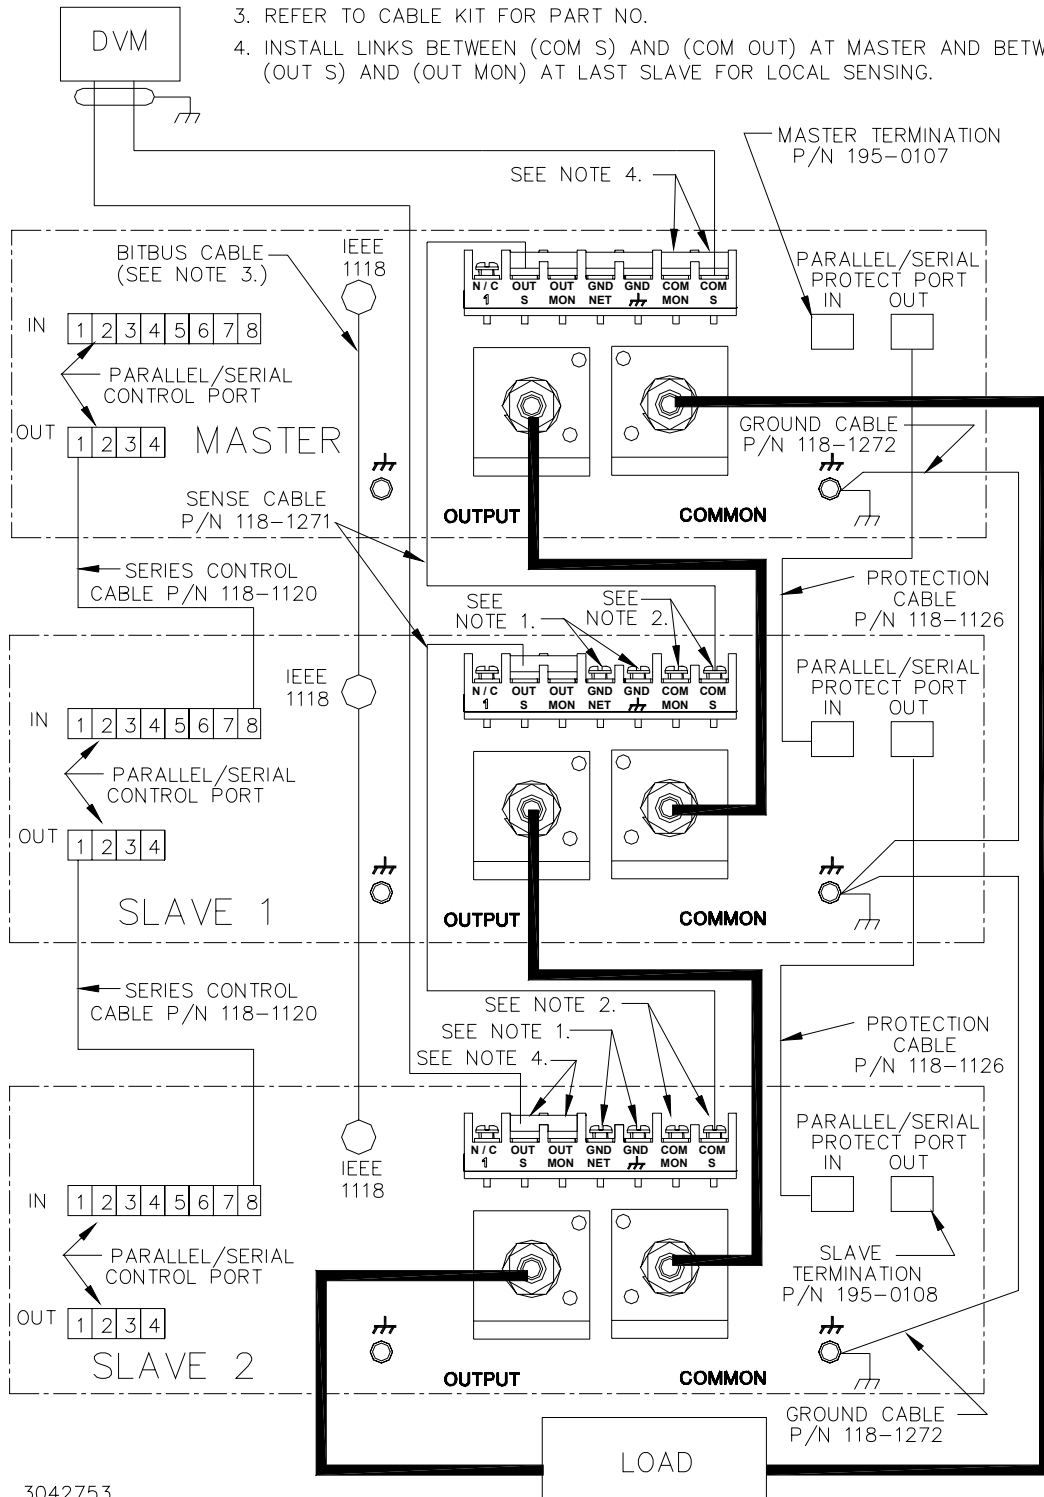 3. REFER TO CABLE KIT FOR PART NO.
DVM
4. INSTALL LINKS BETWEEN (COM S) AND (COM OUT) AT MASTER AND
(OUT S) AND (OUT MON) AT LAST SLAVE FOR LOCAL SENSING.
MASTER TERMINATION
P/N 195-0107
SEE NOTE 4.
BITBUS CABLE
(SEE NOTE 3.)
IEEE
1118
N/C OUT OUT GND GND COM COM
1 S MON NET MON S
PARALLEL/SERIAL
PROTECT PORT
IN OUT
IN 1 2 3 4 5 6 7 8
PARALLEL/SERIAL
CONTROL PORT
OUT 1 2 3 4
MASTER
GROUND CABLE
P/N 118-1272
SENSE CABLE
P/N 118-1271
OUTPUT COMMON
SERIES CONTROL
CABLE P/N 118-1120
PROTECTION
CABLE
P/N 118-1126
SEE
NOTE 1.
SEE
NOTE 2.
IEEE
1118
N/C OUT OUT GND GND COM COM
1 S MON NET MON S
PARALLEL/SERIAL
PROTECT PORT
IN OUT
IN 1 2 3 4 5 6 7 8
PARALLEL/SERIAL
CONTROL PORT
OUT 1 2 3 4
SLAVE 1
OUTPUT COMMON
SERIES CONTROL
CABLE P/N 118-1120
SEE NOTE 2.
SEE NOTE 1.
SEE NOTE 4.
PROTECTION
CABLE
P/N 118-1126
N/C OUT OUT GND GND COM COM
1 S MON NET MON S
IEEE
1118
PARALLEL/SERIAL
PROTECT PORT
IN OUT
IN 1 2 3 4 5 6 7 8
PARALLEL/SERIAL
CONTROL PORT
OUT 1 2 3 4
SLAVE 2
SLAVE
TERMINATION
P/N 195-0108
OUTPUT COMMON
GROUND CABLE
P/N 118-1272
LOAD
3042753